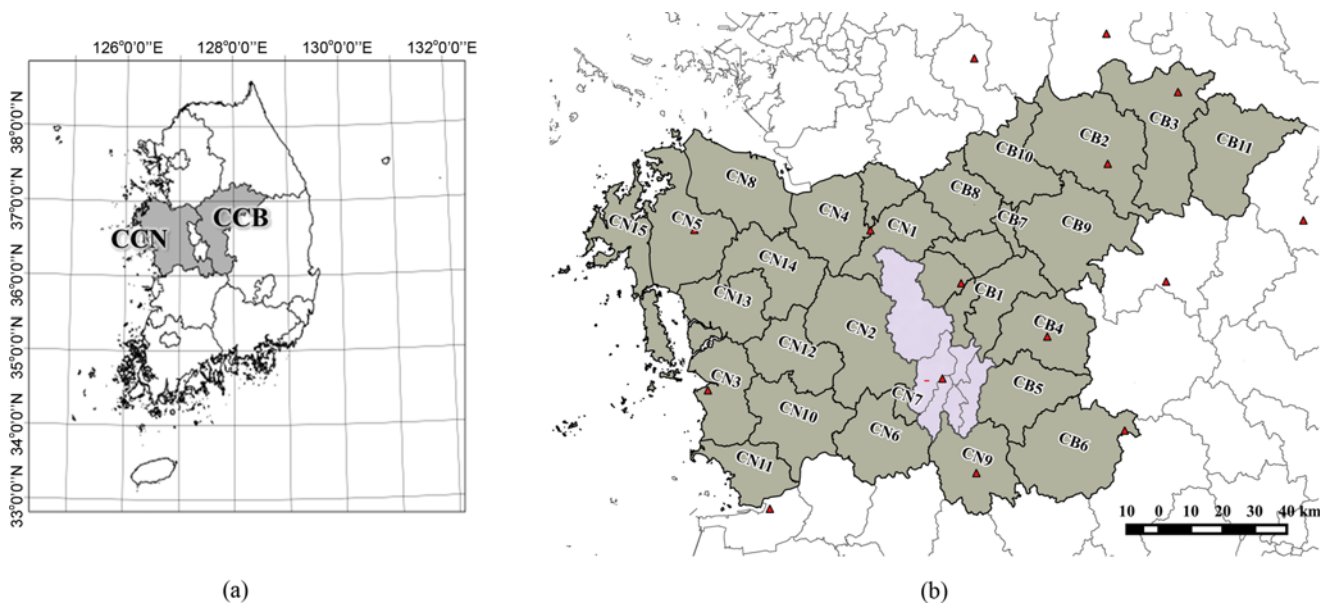 126°0'0"E 128°0'0"E 130°0'0"E 132°0'0"E
38°0'0"N
37°0'0"N
36°0'0"N
35°0'0"N
34°0'0"N
33°0'0"N
CCN
CCB
(a)
CB3
CB2
CB11
CB10
CN8
CB8
CN15
CN5
CN4
CN1
CB7
CB9
CN14
CN13
CB1
CN2
CB4
CN12
CN3
CN7
CB5
CN10
CN6
CB6
CN11
CN9
10 0 10 20 30 40 km
(b)